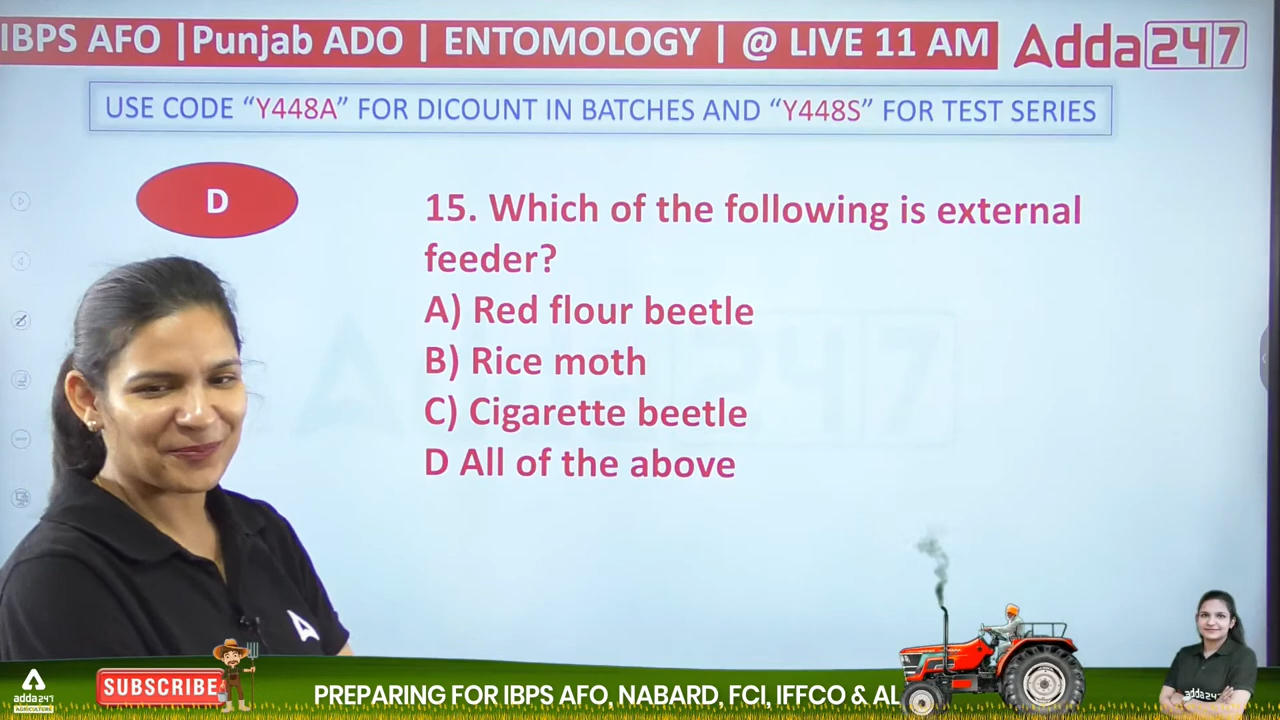 IBPS AFO |Punjab ADO | ENTOMOLOGY | @ LIVE 11 AM
Adda247
USE CODE “Y448A” FOR DICOUNT IN BATCHES AND “Y448S” FOR TEST SERIES
D
15. Which of the following is external
feeder?
A) Red flour beetle
B) Rice moth
C) Cigarette beetle
D All of the above
adda247
AGRICULTURE
SUBSCRIBE
PREPARING FOR IBPS AFO, NABARD, FCI, IFFCO & AL
adda247